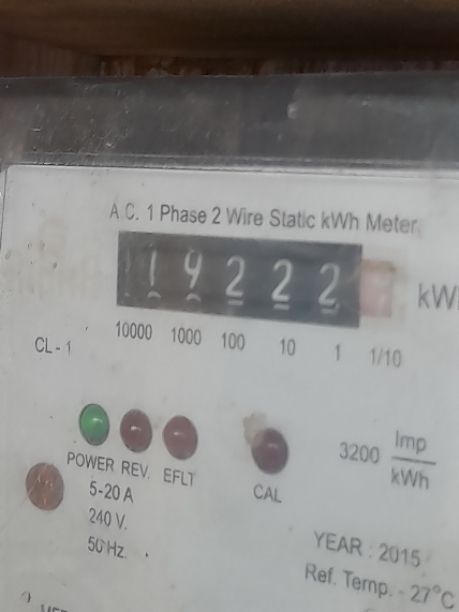 A.C. 1 Phase 2 Wire Static kWh Meter
19222 kW
10000 1000 100 10 1 1/10
CL-1
POWER REV. EFLT
CAL
3200 Imp
kWh
5-20 A
240 V.
50 Hz.
YEAR : 2015
Ref. Temp. - 27°C